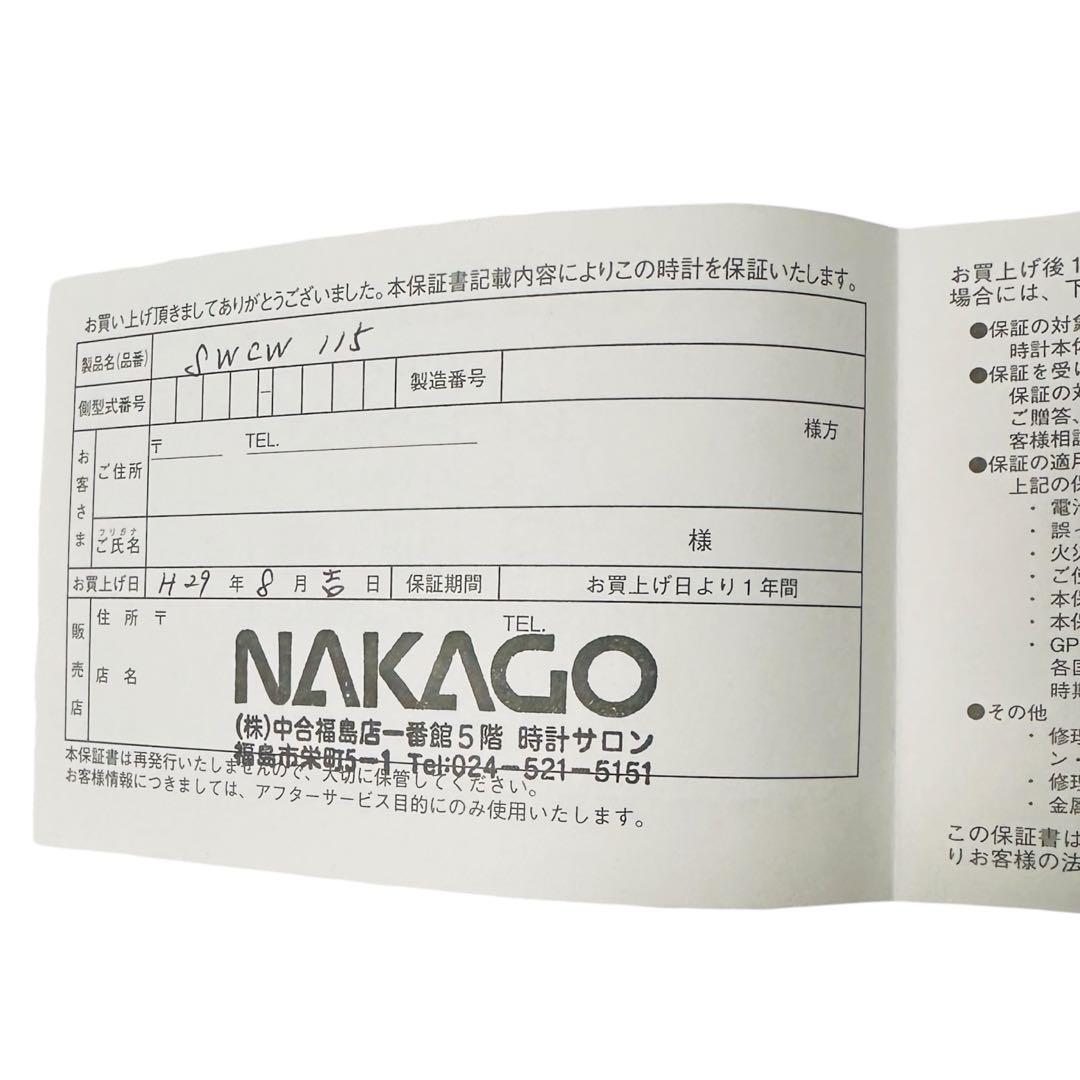 お買い上げ頂きましてありがとうございました。本保証書記載内容によりこの時計を保証いたします。
製品名(品番) SWCW 115
側型式番号 － 製造番号
お客さま
ご住所 〒 TEL. 様方
フリガナ
ご氏名 様
お買上げ日 H29 年 8 月 吉 日 保証期間 お買上げ日より1年間
販売店
住所 〒 TEL.
NAKAGO
店名
(株)中合福島店一番館5階 時計サロン
福島市栄町5-1 Tel:024-521-5151
本保証書は再発行いたしませんので、大切に保管してください。
お客様情報につきましては、アフターサービス目的にのみ使用いたします。
お買上げ後1
場合には、下
●保証の対象
時計本体
●保証を受け
保証の対
ご贈答、
客様相談
●保証の適用
上記の保
・ 電池
・ 誤っ
・ 火災
・ ご使
・ 本保
・ 本保
・ GP
各国
時期
●その他
・ 修理
ン・
・ 修理
・ 金属
この保証書は
りお客様の法